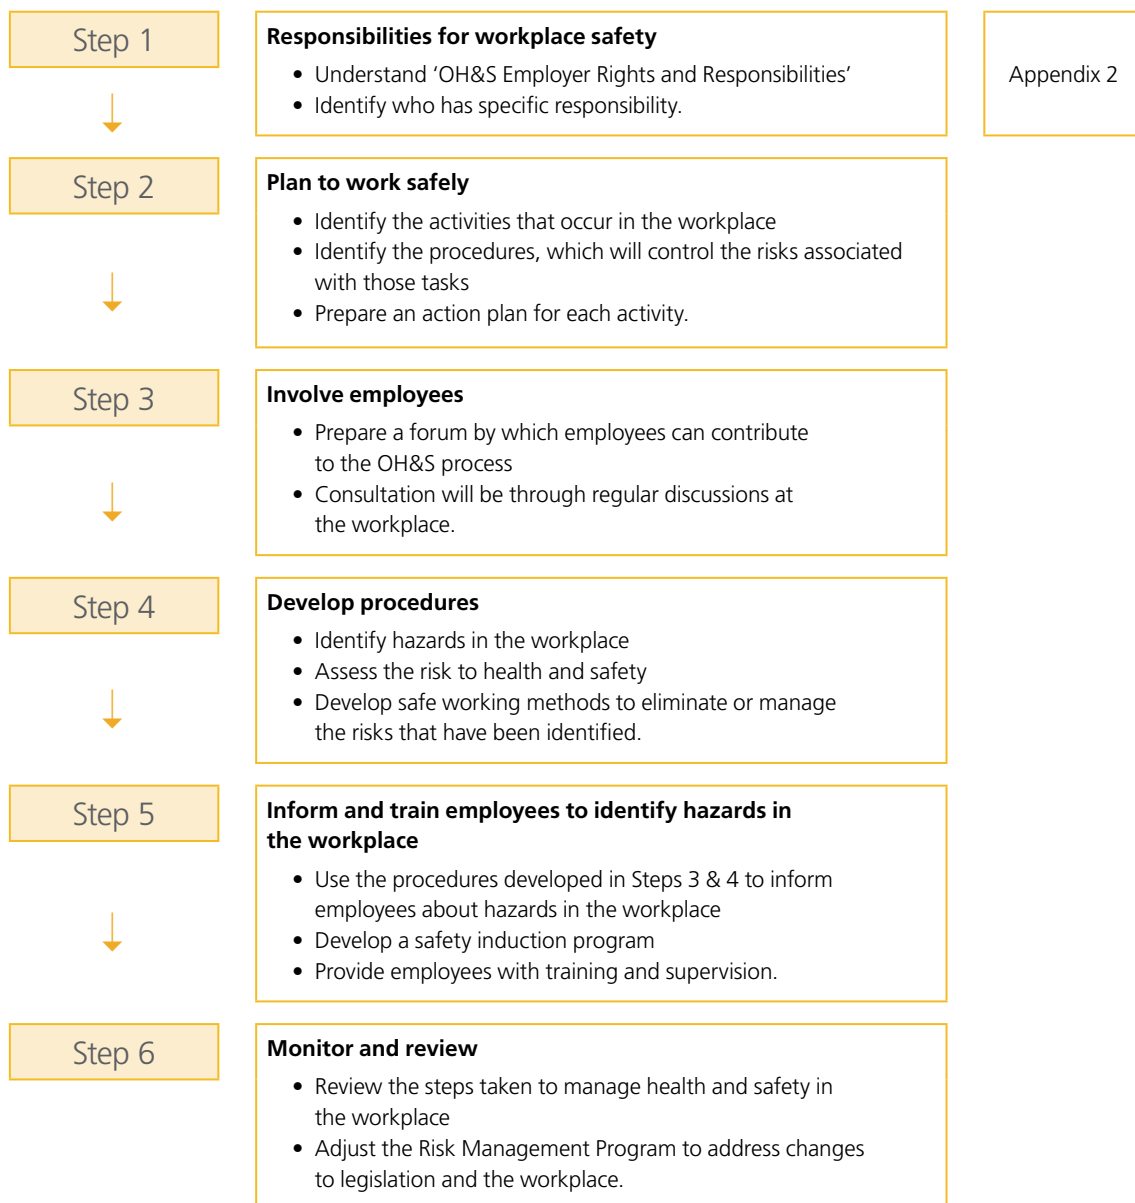 Step 1
Responsibilities for workplace safety
• Understand ‘OH&S Employer Rights and Responsibilities’
• Identify who has specific responsibility.
Appendix 2
Step 2
Plan to work safely
• Identify the activities that occur in the workplace
• Identify the procedures, which will control the risks associated
with those tasks
• Prepare an action plan for each activity.
Step 3
Involve employees
• Prepare a forum by which employees can contribute
to the OH&S process
• Consultation will be through regular discussions at
the workplace.
Step 4
Develop procedures
• Identify hazards in the workplace
• Assess the risk to health and safety
• Develop safe working methods to eliminate or manage
the risks that have been identified.
Step 5
Inform and train employees to identify hazards in
the workplace
• Use the procedures developed in Steps 3 & 4 to inform
employees about hazards in the workplace
• Develop a safety induction program
• Provide employees with training and supervision.
Step 6
Monitor and review
• Review the steps taken to manage health and safety in
the workplace
• Adjust the Risk Management Program to address changes
to legislation and the workplace.